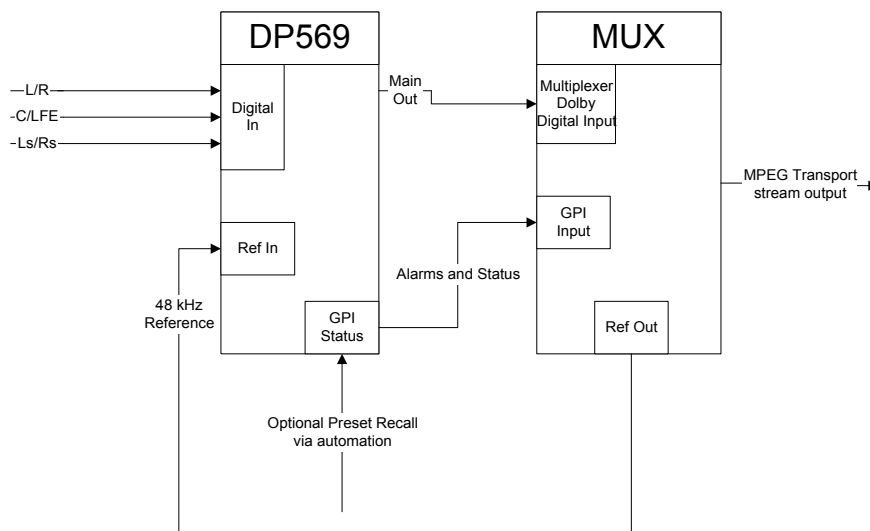 DP569
MUX
L/R
C/LFE
Ls/Rs
Digital
In
Main
Out
Multiplexer
Dolby
Digital Input
MPEG Transport
stream output
GPI
Input
Ref In
Alarms and Status
48 kHz
Reference
GPI
Status
Ref Out
Optional Preset Recall
via automation